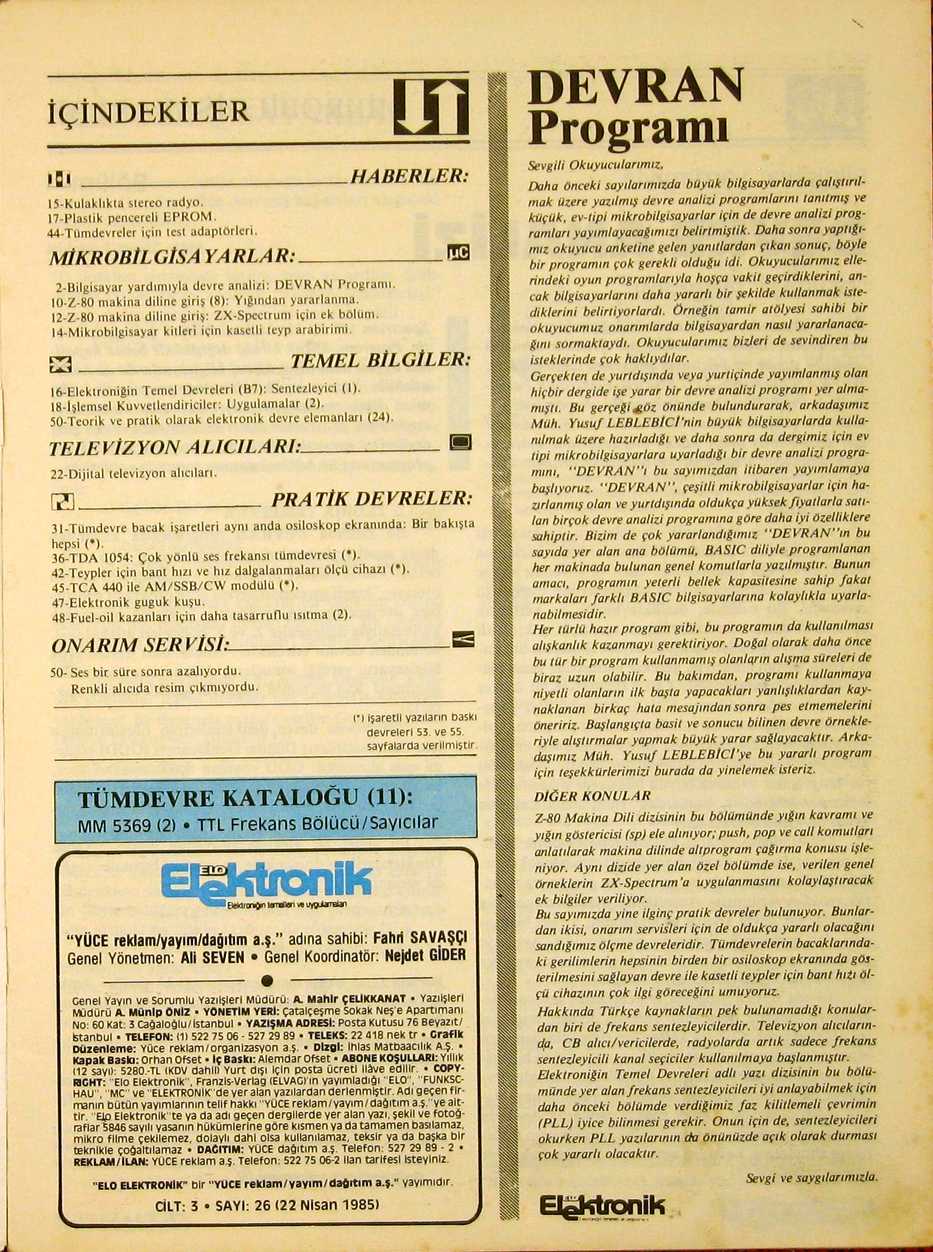 İÇİNDEKİLER
HABERLER:
15-Kulaklıkta stereo radyo.
17-Plastik pencereli EPROM.
44-Tümdevreler için test adaptörleri.
MİKROBİLGİSAYARLAR:
µC
2-Bilgisayar yardımıyla devre analizi: DEVRAN Programı.
10-Z-80 makina diline giriş (8): Yığından yararlanma.
12-Z-80 makina diline giriş: ZX-Spectrum için ek bölüm.
14-Mikrobilgisayar kitleri için kasetli teyp arabirimi.
TEMEL BİLGİLER:
16-Elektroniğin Temel Devreleri (B7): Sentezleyici (1).
18-İşlemsel Kuvvetlendiriciler: Uygulamalar (2).
50-Teorik ve pratik olarak elektronik devre elemanları (24).
TELEVİZYON ALICILARI:
22-Dijital televizyon alıcıları.
PRATİK DEVRELER:
31-Tümdevre bacak işaretleri aynı anda osiloskop ekranında: Bir bakışta
hepsi (*).
36-TDA 1054: Çok yönlü ses frekansı tümdevresi (*).
42-Teypler için bant hızı ve hız dalgalanmaları ölçü cihazı (*).
45-TCA 440 ile AM/SSB/CW modülü (*).
47-Elektronik guguk kuşu.
48-Fuel-oil kazanları için daha tasarruflu ısıtma (2).
ONARIM SERVİSİ:
50- Ses bir süre sonra azalıyordu.
Renkli alıcıda resim çıkmıyordu.
(*) işaretli yazıların baskı
devreleri 53. ve 55.
sayfalarda verilmiştir.
TÜMDEVRE KATALOĞU (11):
MM 5369 (2) • TTL Frekans Bölücü/Sayıcılar
ELO
Elektronik
Elektroniğin temelleri ve uygulamaları
"YÜCE reklam/yayım/dağıtım a.ş." adına sahibi: Fahri SAVAŞÇI
Genel Yönetmen: Ali SEVEN • Genel Koordinatör: Nejdet GİDER
Genel Yayın ve Sorumlu Yazıişleri Müdürü: A. Mahir ÇELİKKANAT • Yazıişleri
Müdürü A. Münip ÖNİZ • YÖNETİM YERİ: Çatalçeşme Sokak Neş'e Apartımanı
No: 60 Kat: 3 Cağaloğlu/İstanbul • YAZIŞMA ADRESİ: Posta Kutusu 76 Beyazıt/
İstanbul • TELEFON: (1) 522 75 06 - 527 29 89 • TELEKS: 22 418 nek tr • Grafik
Düzenleme: Yüce reklam/organizasyon a.ş. • Dizgi: İhlas Matbaacılık A.Ş. •
Kapak Baskı: Orhan Ofset • İç Baskı: Alemdar Ofset • ABONE KOŞULLARI: Yıllık
(12 sayı): 5280.-TL (KDV dahil) Yurt dışı için posta ücreti ilâve edilir. • COPY-
RIGHT: "Elo Elektronik", Franzis-Verlag (ELVAG)'ın yayımladığı "ELO", "FUNKSC-
HAU", "MC" ve "ELEKTRONİK'de yer alan yazılardan derlenmiştir. Adı geçen fir-
manın bütün yayımlarının telif hakkı "YÜCE reklam/yayım/dağıtım a.ş."ye ait-
tir. "Elo Elektronik"te ya da adı geçen dergilerde yer alan yazı, şekil ve fotoğ-
raflar 5846 sayılı yasanın hükümlerine göre kısmen ya da tamamen basılamaz,
mikro filme çekilemez, dolaylı dahi olsa kullanılamaz, teksir ya da başka bir
teknikle çoğaltılamaz • DAĞITIM: YÜCE dağıtım a.ş. Telefon: 527 29 89 - 2 •
REKLAM/İLAN: YÜCE reklam a.ş. Telefon: 522 75 06-2 ilan tarifesi isteyiniz.
"ELO ELEKTRONİK" bir "YÜCE reklam/yayım/dağıtım a.ş." yayımıdır.
CİLT: 3 • SAYI: 26 (22 Nisan 1985)
DEVRAN
Programı
Sevgili Okuyucularımız,
Daha önceki sayılarımızda büyük bilgisayarlarda çalıştırıl-
mak üzere yazılmış devre analizi programlarını tanıtmış ve
küçük, ev-tipi mikrobilgisayarlar için de devre analizi prog-
ramları yayımlayacağımızı belirtmiştik. Daha sonra yaptığı-
mız okuyucu anketine gelen yanıtlardan çıkan sonuç, böyle
bir programın çok gerekli olduğu idi. Okuyucularımız elle-
rindeki oyun programlarıyla hoşça vakit geçirdiklerini, an-
cak bilgisayarlarını daha yararlı bir şekilde kullanmak iste-
diklerini belirtiyorlardı. Örneğin tamir atölyesi sahibi bir
okuyucumuz onarımlarda bilgisayardan nasıl yararlanaca-
ğını sormaktaydı. Okuyucularımız bizleri de sevindiren bu
isteklerinde çok haklıydılar.
Gerçekten de yurtdışında veya yurtiçinde yayımlanmış olan
hiçbir dergide işe yarar bir devre analizi programı yer alma-
mıştı. Bu gerçeği göz önünde bulundurarak, arkadaşımız
Müh. Yusuf LEBLEBİCİ'nin büyük bilgisayarlarda kulla-
nılmak üzere hazırladığı ve daha sonra da dergimiz için ev
tipi mikrobilgisayarlara uyarladığı bir devre analizi progra-
mını, "DEVRAN"ı bu sayımızdan itibaren yayımlamaya
başlıyoruz. "DEVRAN", çeşitli mikrobilgisayarlar için ha-
zırlanmış olan ve yurtdışında oldukça yüksek fiyatlarla satı-
lan birçok devre analizi programına göre daha iyi özelliklere
sahiptir. Bizim de çok yararlandığımız "DEVRAN"ın bu
sayıda yer alan ana bölümü, BASIC diliyle programlanan
her makinada bulunan genel komutlarla yazılmıştır. Bunun
amacı, programın yeterli bellek kapasitesine sahip fakat
markaları farklı BASIC bilgisayarlarına kolaylıkla uyarla-
nabilmesidir.
Her türlü hazır program gibi, bu programın da kullanılması
alışkanlık kazanmayı gerektiriyor. Doğal olarak daha önce
bu tür bir program kullanmamış olanların alışma süreleri de
biraz uzun olabilir. Bu bakımdan, programı kullanmaya
niyetli olanların ilk başta yapacakları yanlışlıklardan kay-
naklanan birkaç hata mesajından sonra pes etmemelerini
öneririz. Başlangıçta basit ve sonucu bilinen devre örnekle-
riyle alıştırmalar yapmak büyük yarar sağlayacaktır. Arka-
daşımız Müh. Yusuf LEBLEBİCİ'ye bu yararlı program
için teşekkürlerimizi burada da yinelemek isteriz.
DİĞER KONULAR
Z-80 Makina Dili dizisinin bu bölümünde yığın kavramı ve
yığın göstericisi (sp) ele alınıyor; push, pop ve call komutları
anlatılarak makina dilinde altprogram çağırma konusu işle-
niyor. Aynı dizide yer alan özel bölümde ise, verilen genel
örneklerin ZX-Spectrum'a uygulanmasını kolaylaştıracak
ek bilgiler veriliyor.
Bu sayımızda yine ilginç pratik devreler bulunuyor. Bunlar-
dan ikisi, onarım servisleri için de oldukça yararlı olacağını
sandığımız ölçme devreleridir. Tümdevrelerin bacaklarında-
ki gerilimlerin hepsinin birden bir osiloskop ekranında gös-
terilmesini sağlayan devre ile kasetli teypler için bant hızı öl-
çü cihazının çok ilgi göreceğini umuyoruz.
Hakkında Türkçe kaynakların pek bulunamadığı konular-
dan biri de frekans sentezleyicilerdir. Televizyon alıcıların-
da, CB alıcı/vericilerde, radyolarda artık sadece frekans
sentezleyicili kanal seçiciler kullanılmaya başlanmıştır.
Elektroniğin Temel Devreleri adlı yazı dizisinin bu bölü-
münde yer alan frekans sentezleyicileri iyi anlayabilmek için
daha önceki bölümde verdiğimiz faz kilitlemeli çevrimin
(PLL) iyice bilinmesi gerekir. Onun için de, sentezleyicileri
okurken PLL yazılarının da önünüzde açık olarak durması
çok yararlı olacaktır.
Sevgi ve saygılarımızla.
Elektronik